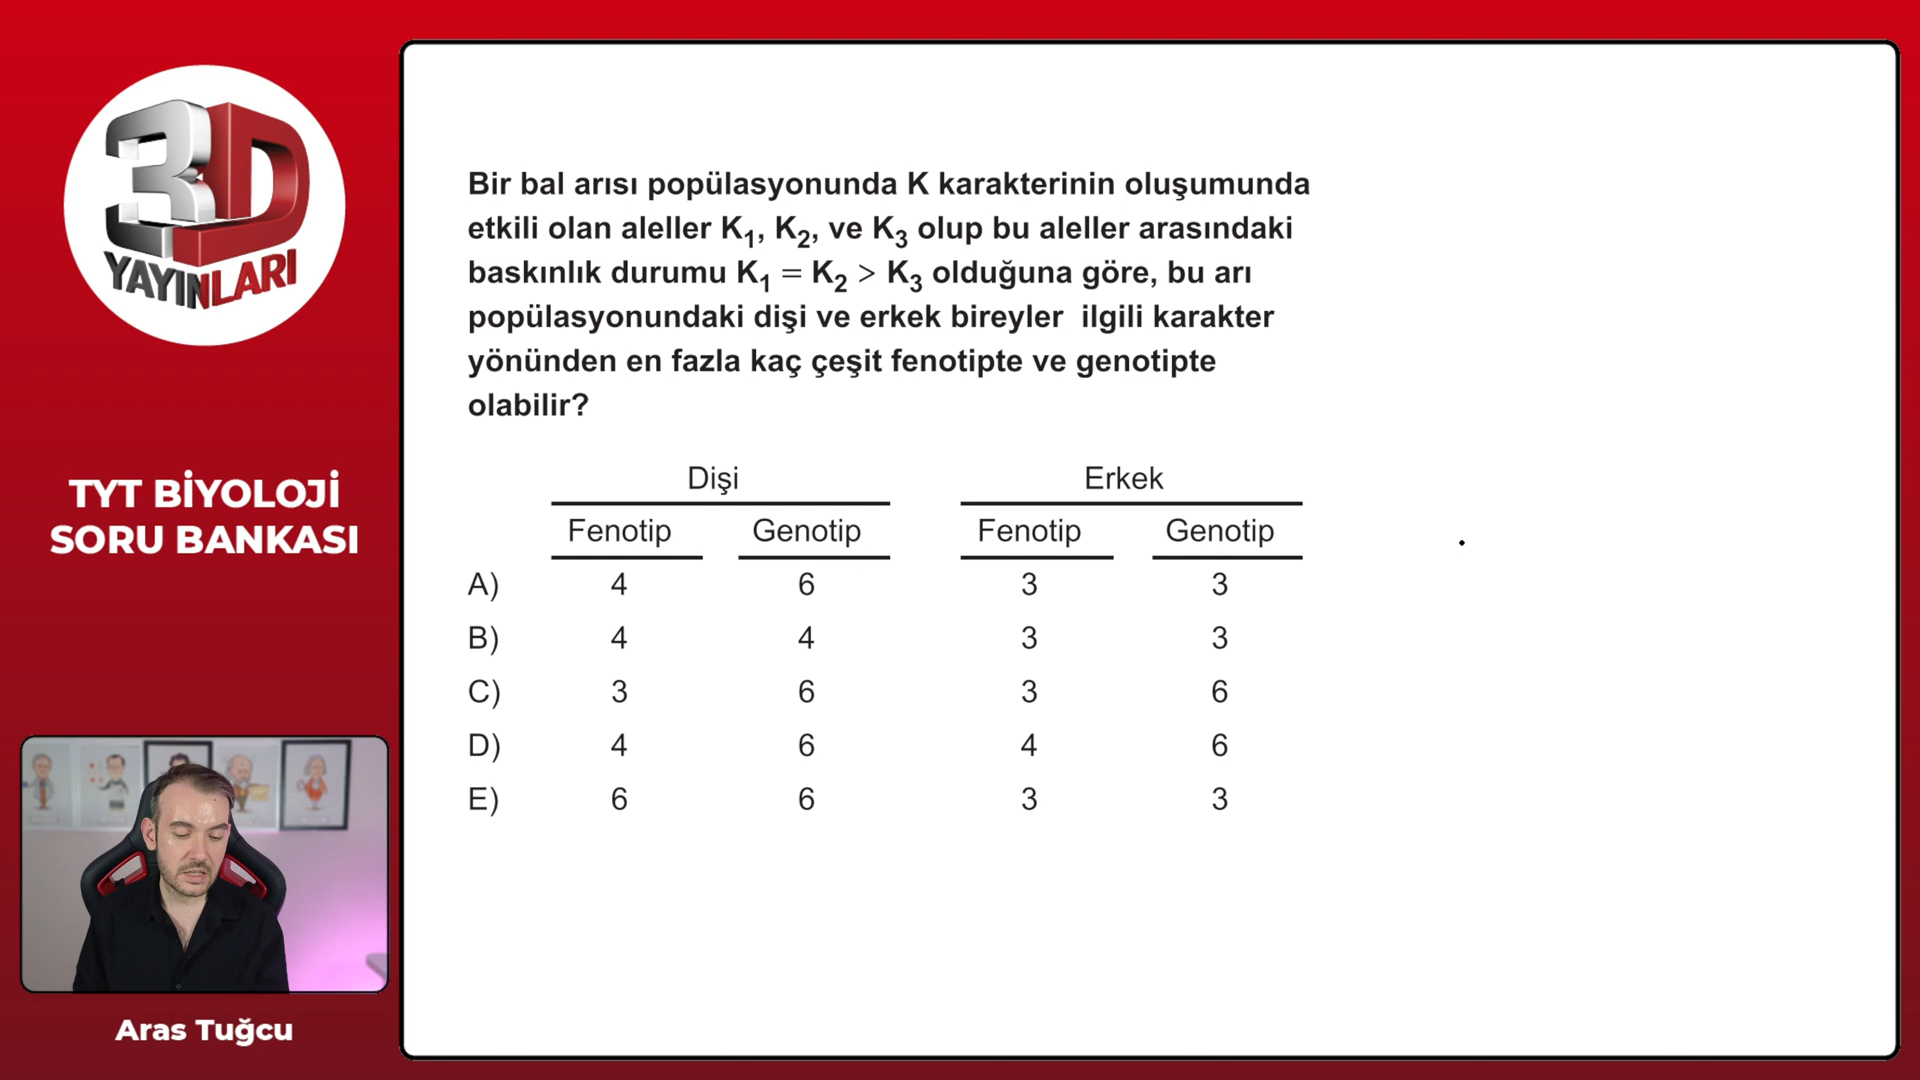 3D
YAYINLARI
TYT BİYOLOJİ
SORU BANKASI
Aras Tuğcu
Bir bal arısı popülasyonunda K karakterinin oluşumunda
etkili olan aleller K₁, K₂, ve K₃ olup bu aleller arasındaki
baskınlık durumu K₁ = K₂ > K₃ olduğuna göre, bu arı
popülasyonundaki dişi ve erkek bireyler ilgili karakter
yönünden en fazla kaç çeşit fenotipte ve genotipte
olabilir?
Dişi Erkek
Fenotip Genotip Fenotip Genotip
A) 4 6 3 3
B) 4 4 3 3
C) 3 6 3 6
D) 4 6 4 6
E) 6 6 3 3